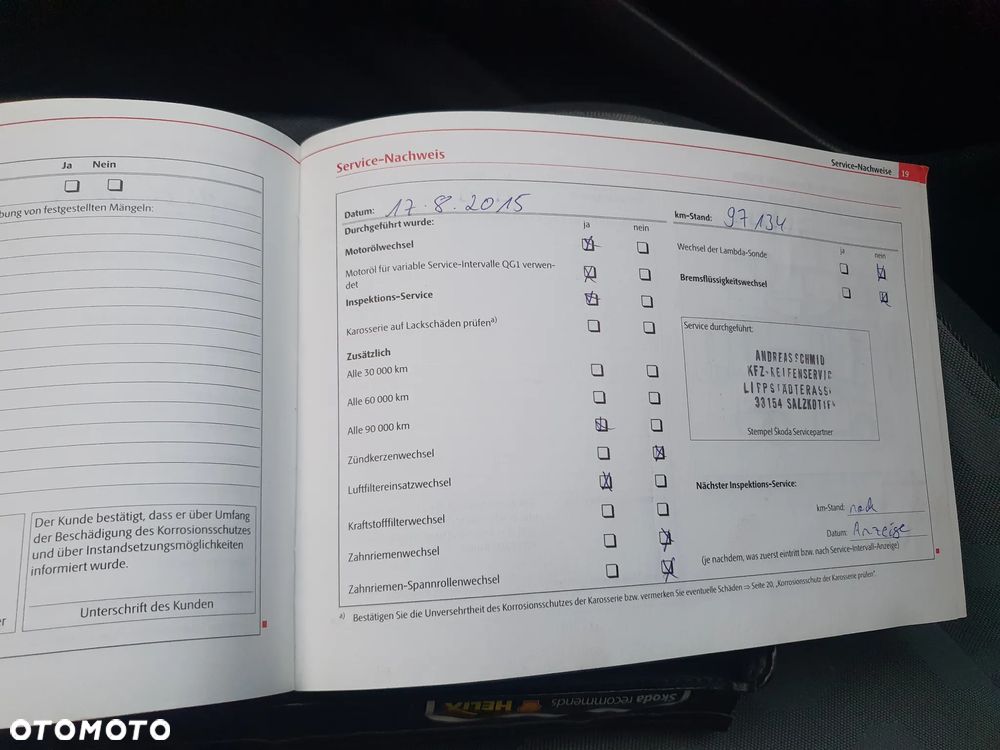 Ja Nein
bung von festgestellten Mängeln:
Der Kunde bestätigt, dass er über Umfang
der Beschädigung des Korrosionsschutzes
und über Instandsetzungsmöglichkeiten
informiert wurde.
Unterschrift des Kunden
er
Service-Nachweis
Service-Nachweise 19
Datum: 17.8.2015
km-Stand: 97134
Durchgeführt wurde:
ja nein
Motorölwechsel
Motoröl für variable Service-Intervalle QG1 verwen-
det
Inspektions-Service
Karosserie auf Lackschäden prüfen a)
Zusätzlich
Alle 30 000 km
Alle 60 000 km
Alle 90 000 km
Zündkerzenwechsel
Luftfiltereinsatzwechsel
Kraftstofffilterwechsel
Zahnriemenwechsel
Zahnriemen-Spannrollenwechsel
ja nein
Wechsel der Lambda-Sonde
Bremsflüssigkeitswechsel
Service durchgeführt:
ANDREAS SCHMID
KFZ-REIFENSERVIC
33154 SALZKOTTE
Stempel Skoda Servicepartner
Nächster Inspektions-Service:
km-Stand: nach
Datum: Anzeige
(je nachdem, was zuerst eintritt bzw. nach Service-Intervall-Anzeige)
a) Bestätigen Sie die Unversehrtheit des Korrosionsschutzes der Karosserie bzw. vermerken Sie eventuelle Schäden ⇒ Seite 20, „Korrosionsschutz der Karosserie prüfen".
Skoda recommends
HELIX
OTOMOTO